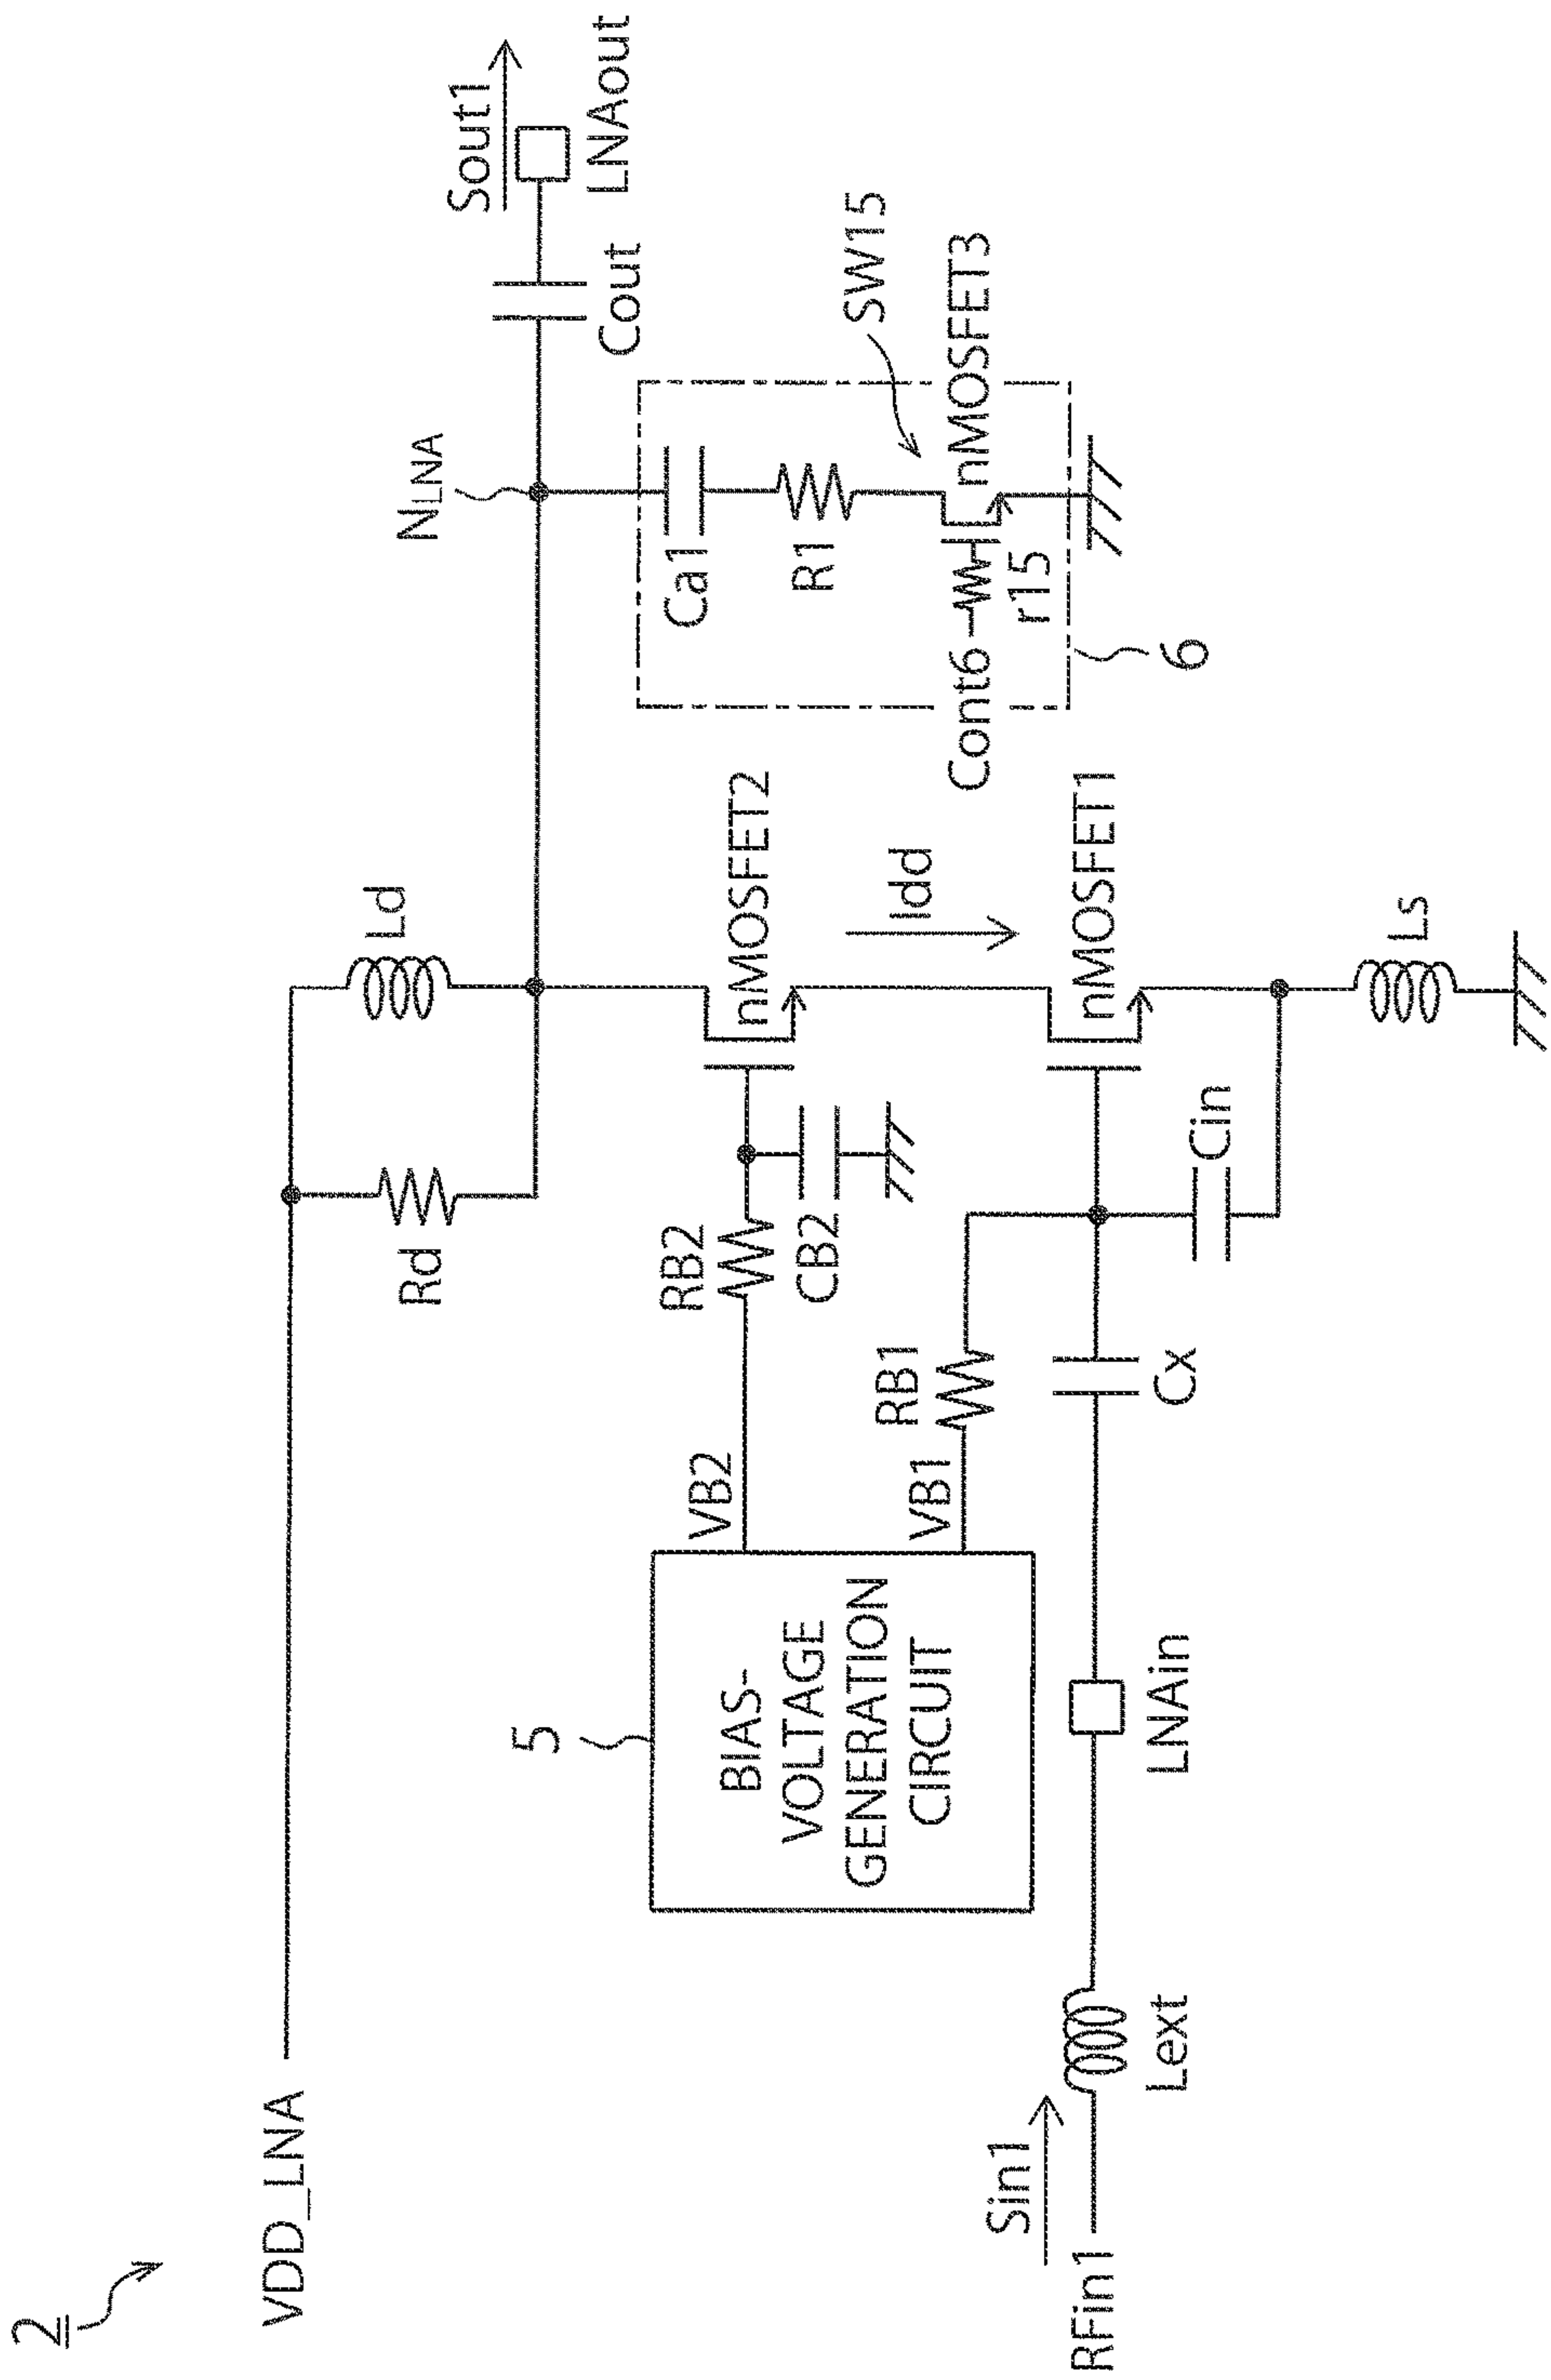 2
VDD_LNA
Rd
Ld
NLNA
Sout1
LNAout
Cout
Ca1
R1
SW15
nMOSFET3
Cont6
r15
6
RB2
VB2
CB2
nMOSFET2
Idd
5
BIAS-
VOLTAGE
GENERATION
CIRCUIT
VB1
RB1
nMOSFET1
Sin1
RFin1
Lext
LNAin
Cx
Cin
Ls